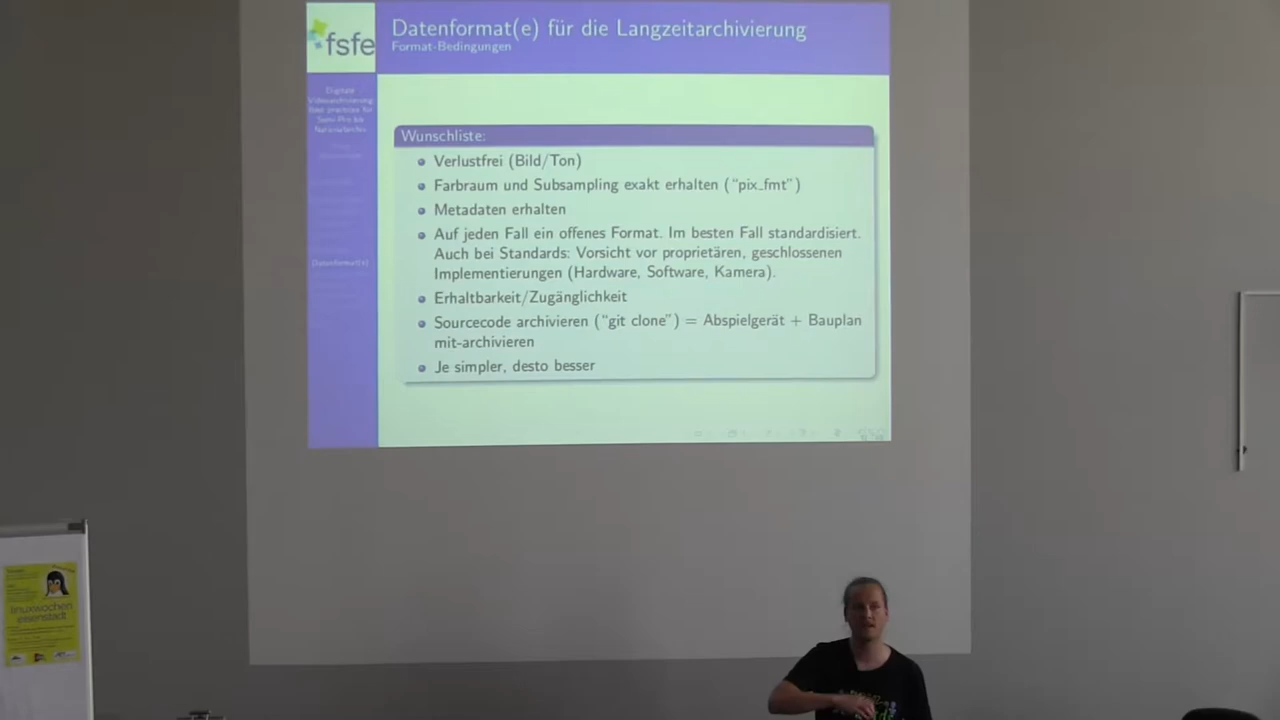 fsfe
Datenformat(e) für die Langzeitarchivierung
Format-Bedingungen
Digitale
Videoarchivierung
Wunschliste:
Verlustfrei (Bild/Ton)
Farbraum und Subsampling exakt erhalten (“pix_fmt”)
Metadaten erhalten
Auf jeden Fall ein offenes Format. Im besten Fall standardisiert.
Auch bei Standards: Vorsicht vor proprietären, geschlossenen
Implementierungen (Hardware, Software, Kamera).
Erhaltbarkeit/Zugänglichkeit
Sourcecode archivieren (“git clone”) = Abspielgerät + Bauplan
mit-archivieren
Je simpler, desto besser
Datenformat(e)
linuxwochen
eisenstadt